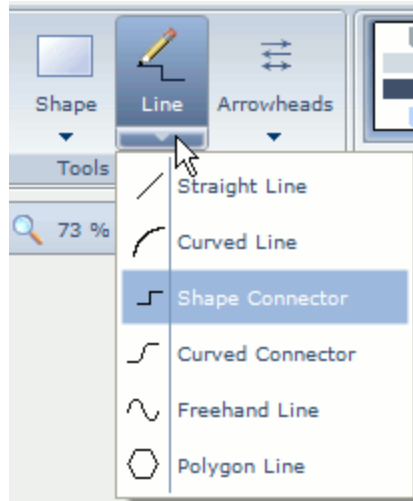 Shape
Line
Arrowheads
Tools
73 %
Straight Line
Curved Line
Shape Connector
Curved Connector
Freehand Line
Polygon Line